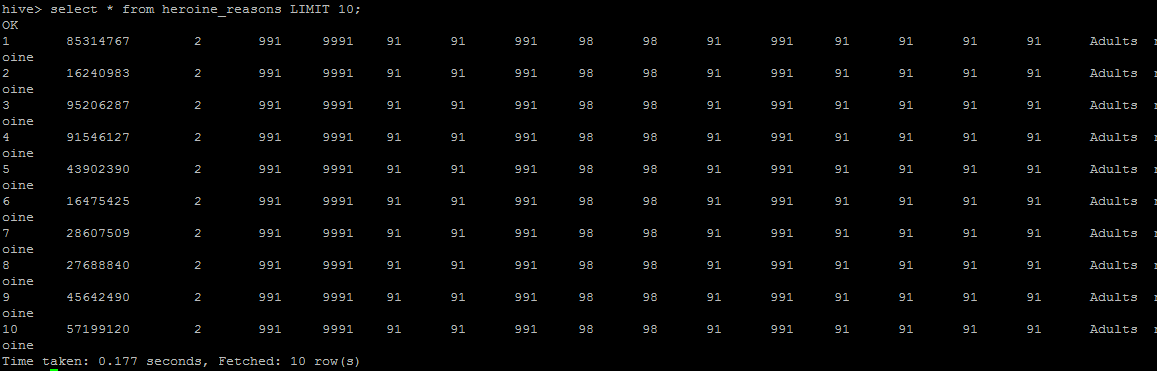 hive> select * from heroine_reasons LIMIT 10;
OK
1 85314767 2 991 9991 91 91 991 98 98 91 991 91 91 91 91 Adults
oine
2 16240983 2 991 9991 91 91 991 98 98 91 991 91 91 91 91 Adults
oine
3 95206287 2 991 9991 91 91 991 98 98 91 991 91 91 91 91 Adults
oine
4 91546127 2 991 9991 91 91 991 98 98 91 991 91 91 91 91 Adults
oine
5 43902390 2 991 9991 91 91 991 98 98 91 991 91 91 91 91 Adults
oine
6 16475425 2 991 9991 91 91 991 98 98 91 991 91 91 91 91 Adults
oine
7 28607509 2 991 9991 91 91 991 98 98 91 991 91 91 91 91 Adults
oine
8 27688840 2 991 9991 91 91 991 98 98 91 991 91 91 91 91 Adults
oine
9 45642490 2 991 9991 91 91 991 98 98 91 991 91 91 91 91 Adults
oine
10 57199120 2 991 9991 91 91 991 98 98 91 991 91 91 91 91 Adults
oine
Time taken: 0.177 seconds, Fetched: 10 row(s)